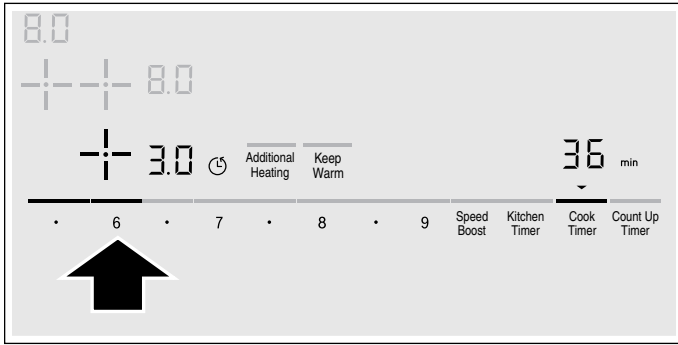 8.0
8.0
3.0 Additional Heating Keep Warm 36 min
· 6 · 7 · 8 · 9 Speed Boost Kitchen Timer Cook Timer Count Up Timer